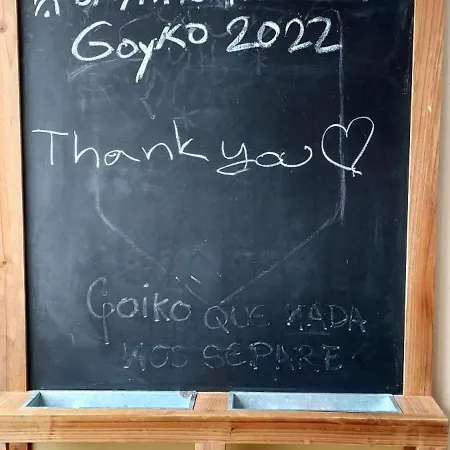 Goyko 2022
Thank you
Goiko QUE NADA
NOS SEPARE